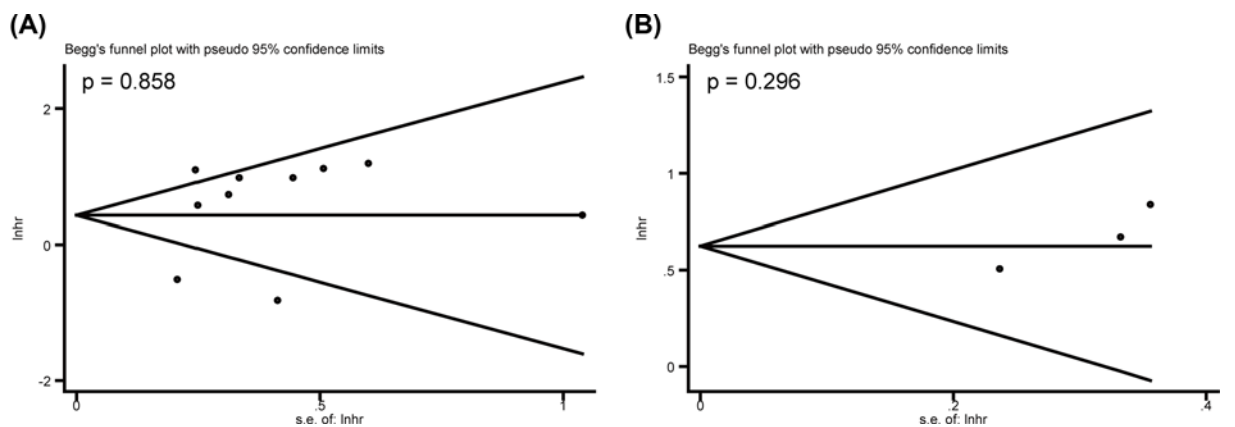 (A)
Begg's funnel plot with pseudo 95% confidence limits
p = 0.858
lnhr
2
0
-2
0
.5
1
s.e. of: lnhr
(B)
Begg's funnel plot with pseudo 95% confidence limits
p = 0.296
lnhr
1.5
1
.5
0
0
.2
.4
s.e. of: lnhr